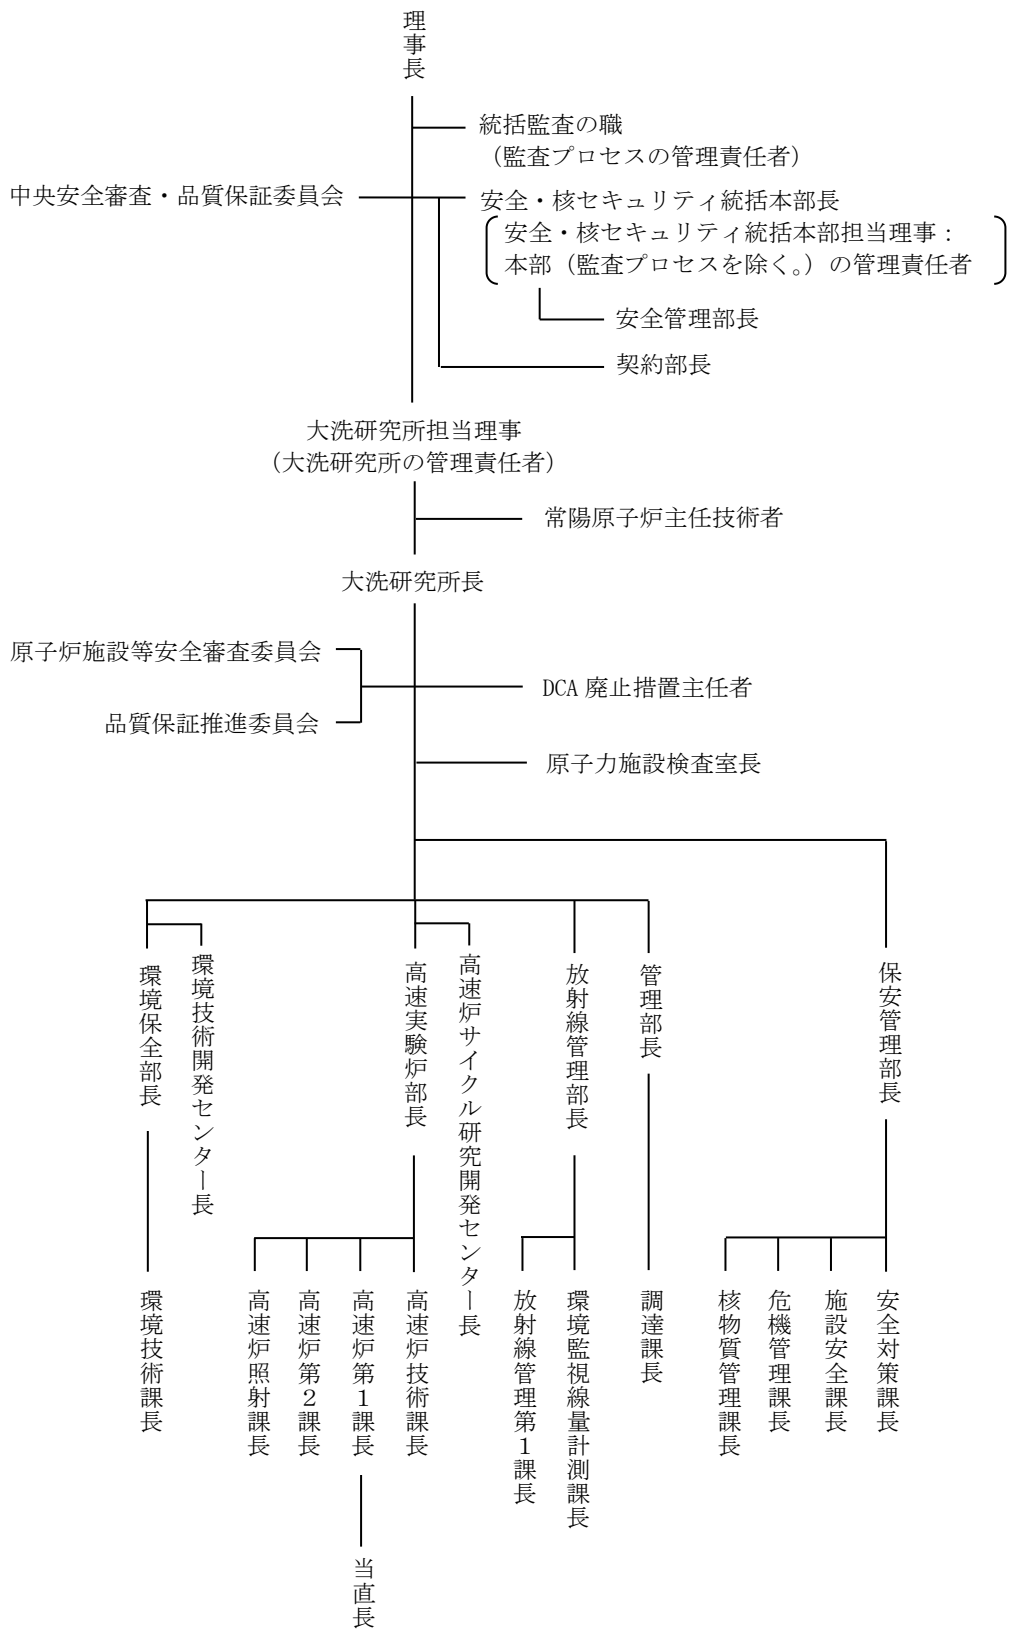 理事長
統括監査の職
（監査プロセスの管理責任者）
中央安全審査・品質保証委員会
安全・核セキュリティ統括本部長
安全・核セキュリティ統括本部担当理事：
本部（監査プロセスを除く。）の管理責任者
安全管理部長
契約部長
大洗研究所担当理事
（大洗研究所の管理責任者）
常陽原子炉主任技術者
大洗研究所長
原子炉施設等安全審査委員会
DCA 廃止措置主任者
品質保証推進委員会
原子力施設検査室長
環境保全部長
環境技術開発センター長
高速実験炉部長
高速炉サイクル研究開発センター長
放射線管理部長
管理部長
保安管理部長
環境技術課長
高速炉照射課長
高速炉第２課長
高速炉第１課長
高速炉技術課長
放射線管理第１課長
環境監視線量計測課長
調達課長
核物質管理課長
危機管理課長
施設安全課長
安全対策課長
当直長